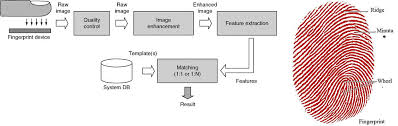 Raw
image
Quality
control
Raw
image
Image
enhancement
Enhanced
image
Feature extraction
Fingerprint device
Template(s)
System DB
Matching
(1:1 or 1:N)
Features
Result
Ridge
Minutia
Wheel
Fingerprint